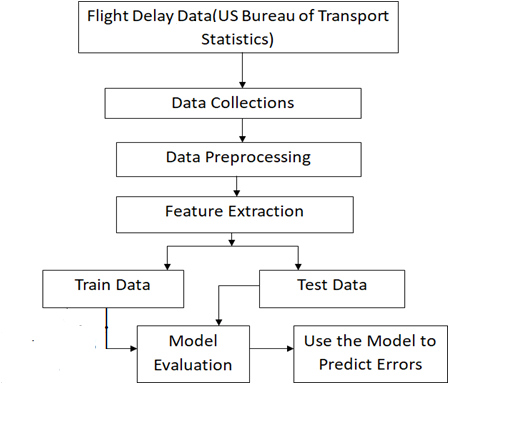 Flight Delay Data(US Bureau of Transport
Statistics)
Data Collections
Data Preprocessing
Feature Extraction
Train Data
Test Data
Model
Evaluation
Use the Model to
Predict Errors